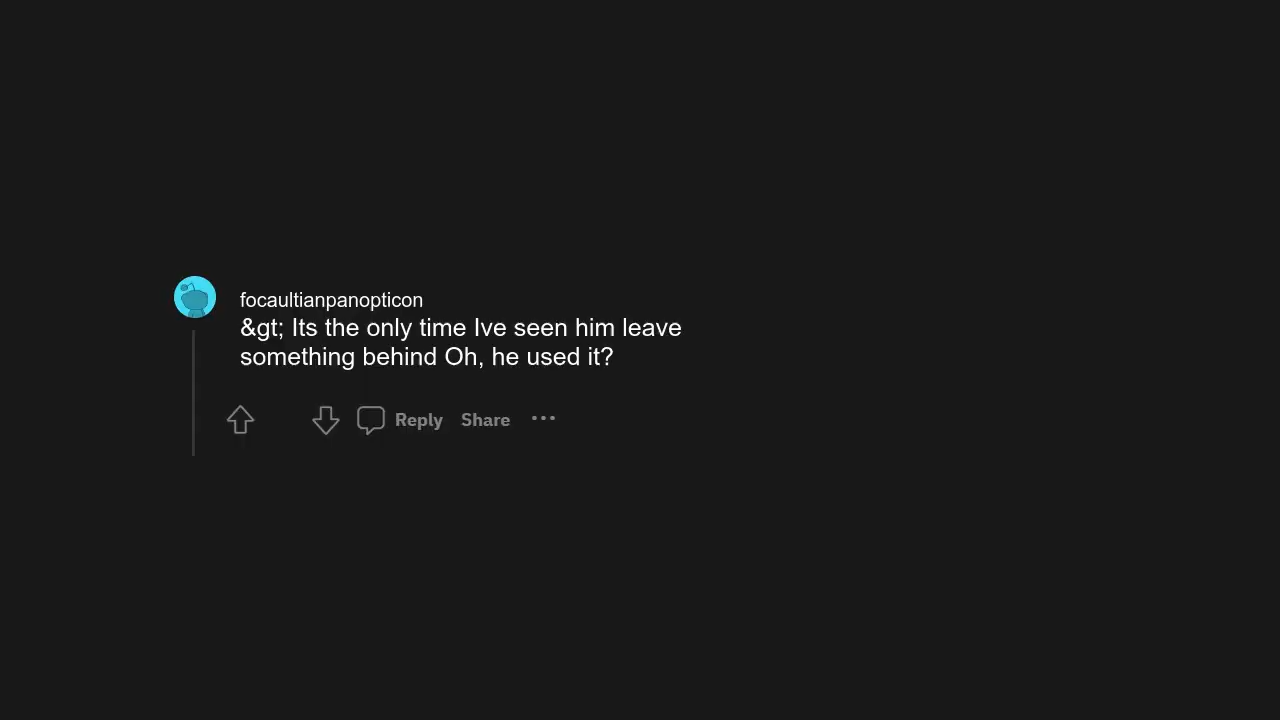 focaultianpanopticon
&gt; Its the only time Ive seen him leave
something behind Oh, he used it?
Reply Share